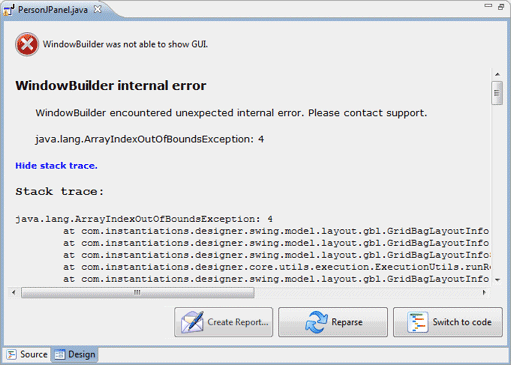 PersonJPanel.java
WindowBuilder was not able to show GUI.
WindowBuilder internal error
WindowBuilder encountered unexpected internal error. Please contact support.
java.lang.ArrayIndexOutOfBoundsException: 4
Hide stack trace.
Stack trace:
java.lang.ArrayIndexOutOfBoundsException: 4
at com.instantiations.designer.swing.model.layout.gbl.GridBagLayoutInfo
at com.instantiations.designer.swing.model.layout.gbl.GridBagLayoutInfo
at com.instantiations.designer.swing.model.layout.gbl.GridBagLayoutInfo
at com.instantiations.designer.core.utils.execution.ExecutionUtils.runRe
at com.instantiations.designer.swing.model.layout.gbl.GridBagLayoutInfo
Create Report... Reparse Switch to code
Source Design